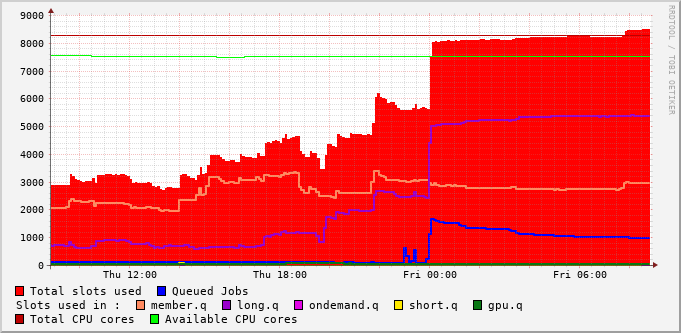 RRDTOOL / TOBI OETIKER
9000
8000
7000
6000
5000
4000
3000
2000
1000
0
Thu 12:00 Thu 18:00 Fri 00:00 Fri 06:00
Total slots used Queued Jobs
Slots used in : member.q long.q ondemand.q short.q gpu.q
Total CPU cores Available CPU cores